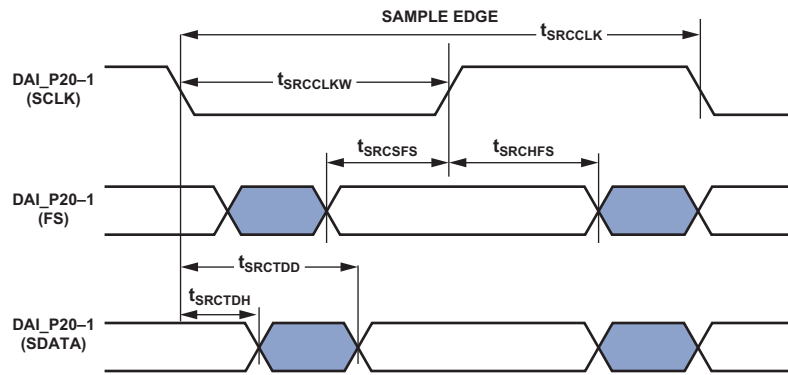 SAMPLE EDGE
tSRCCLK
DAI_P20–1
(SCLK)
tSRCCLKW
tSRCSFS
tSRCHFS
DAI_P20–1
(FS)
tSRCTDD
tSRCTDH
DAI_P20–1
(SDATA)